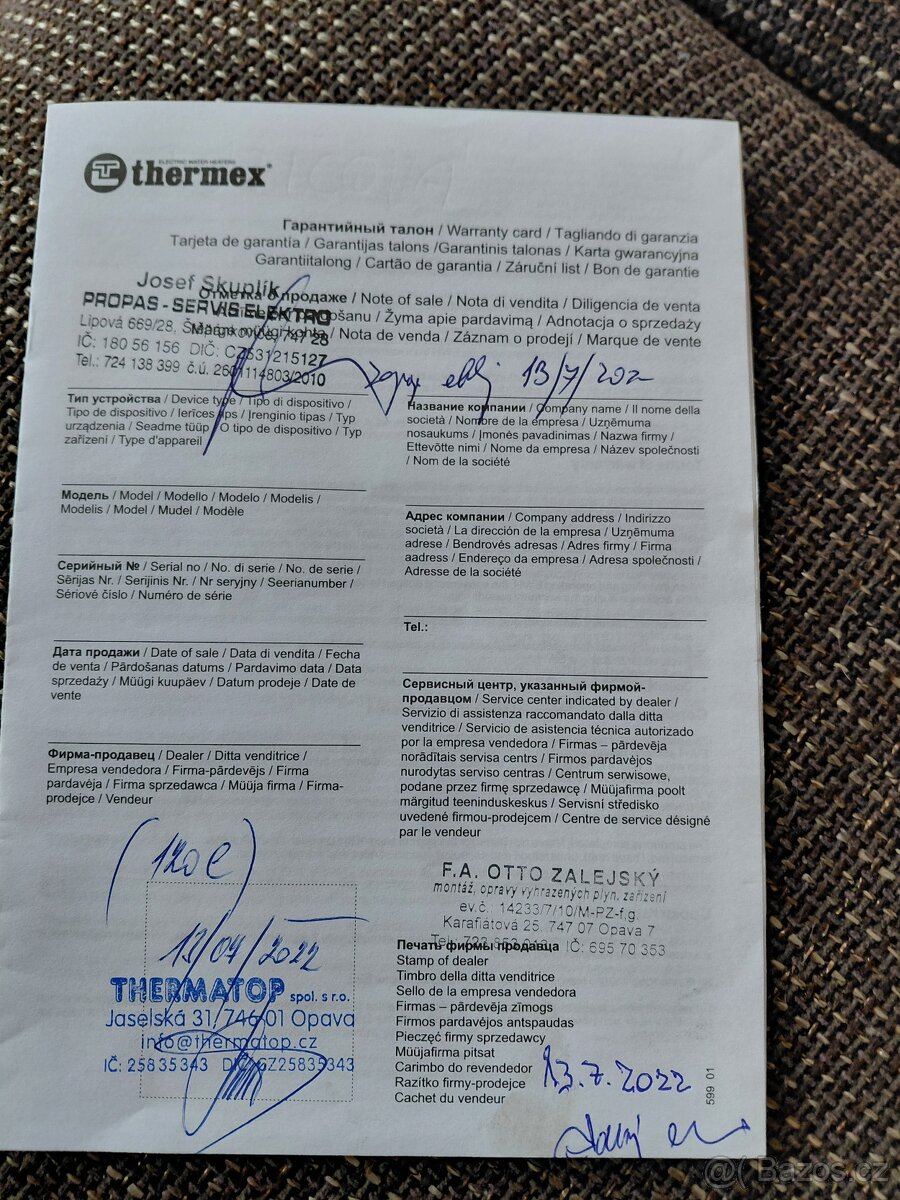 ELECTRIC WATER HEATERS
thermex®
Гарантийный талон / Warranty card / Tagliando di garanzia
Tarjeta de garantía / Garantijas talons /Garantinis talonas / Karta gwarancyjna
Garantiitalong / Cartão de garantia / Záruční list / Bon de garantie
Отметка о продаже / Note of sale / Nota di vendita / Diligencia de venta
pārdošanu / Žyma apie pardavimą / Adnotacja o sprzedaży
Märge müügi kohta / Nota de venda / Záznam o prodeji / Marque de vente
Josef Skuplík
PROPAS - SERVIS ELEKTRO
Lipová 669/28, 747 28
IČ: 180 56 156 DIČ: CZ531215127
Tel.: 724 138 399 č.ú. 2601114803/2010
13/7/202
Тип устройства / Device type / Tipo di dispositivo /
Tipo de dispositivo / Ierīces tips / Įrenginio tipas / Typ
urządzenia / Seadme tüüp / O tipo de dispositivo / Typ
zařízení / Type d'appareil
Модель / Model / Modello / Modelo / Modelis /
Modelis / Model / Mudel / Modèle
Серийный № / Serial no / No. di serie / No. de serie /
Sērijas Nr. / Serijinis Nr. / Nr seryjny / Seerianumber /
Sériové číslo / Numéro de série
Дата продажи / Date of sale / Data di vendita / Fecha
de venta / Pārdošanas datums / Pardavimo data / Data
sprzedaży / Müügi kuupäev / Datum prodeje / Date de
vente
Фирма-продавец / Dealer / Ditta venditrice /
Empresa vendedora / Firma-pārdevējs / Firma
pardavėja / Firma sprzedawca / Müüja firma / Firma-
prodejce / Vendeur
(120 l)
13/07/2022
THERMATOP spol. s r.o.
Jaselská 31/746 01 Opava
info@thermatop.cz
IČ: 25835343 DIČ: CZ25835343
Название компании / Company name / Il nome della
società / Nombre de la empresa / Uzņēmuma
nosaukums / Įmonės pavadinimas / Nazwa firmy /
Ettevõtte nimi / Nome da empresa / Název společnosti
/ Nom de la société
Адрес компании / Company address / Indirizzo
società / La dirección de la empresa / Uzņēmuma
adrese / Bendrovės adresas / Adres firmy / Firma
aadress / Endereço da empresa / Adresa společnosti /
Adresse de la société
Tel.:
Сервисный центр, указанный фирмой-
продавцом / Service center indicated by dealer /
Servizio di assistenza raccomandato dalla ditta
venditrice / Servicio de asistencia técnica autorizado
por la empresa vendedora / Firmas – pārdevēja
norādītais servisa centrs / Firmos pardavėjos
nurodytas serviso centras / Centrum serwisowe,
podane przez firmę sprzedawcę / Müüjafirma poolt
märgitud teeninduskeskus / Servisní středisko
uvedené firmou-prodejcem / Centre de service désigné
par le vendeur
F.A. OTTO ZALEJSKÝ
montáž, opravy vyhrazených plyn. zařízení
ev.č.: 14233/7/10/M-PZ-f,g
Karafiátová 25, 747 07 Opava 7
IČ: 695 70 353
Печать фирмы продавца
Stamp of dealer
Timbro della ditta venditrice
Sello de la empresa vendedora
Firmas – pārdevēja zīmogs
Firmos pardavėjos antspaudas
Pieczęć firmy sprzedawcy
Müüjafirma pitsat
Carimbo do revendedor
Razítko firmy-prodejce
Cachet du vendeur
13.7.2022
599 01
Bazos.cz